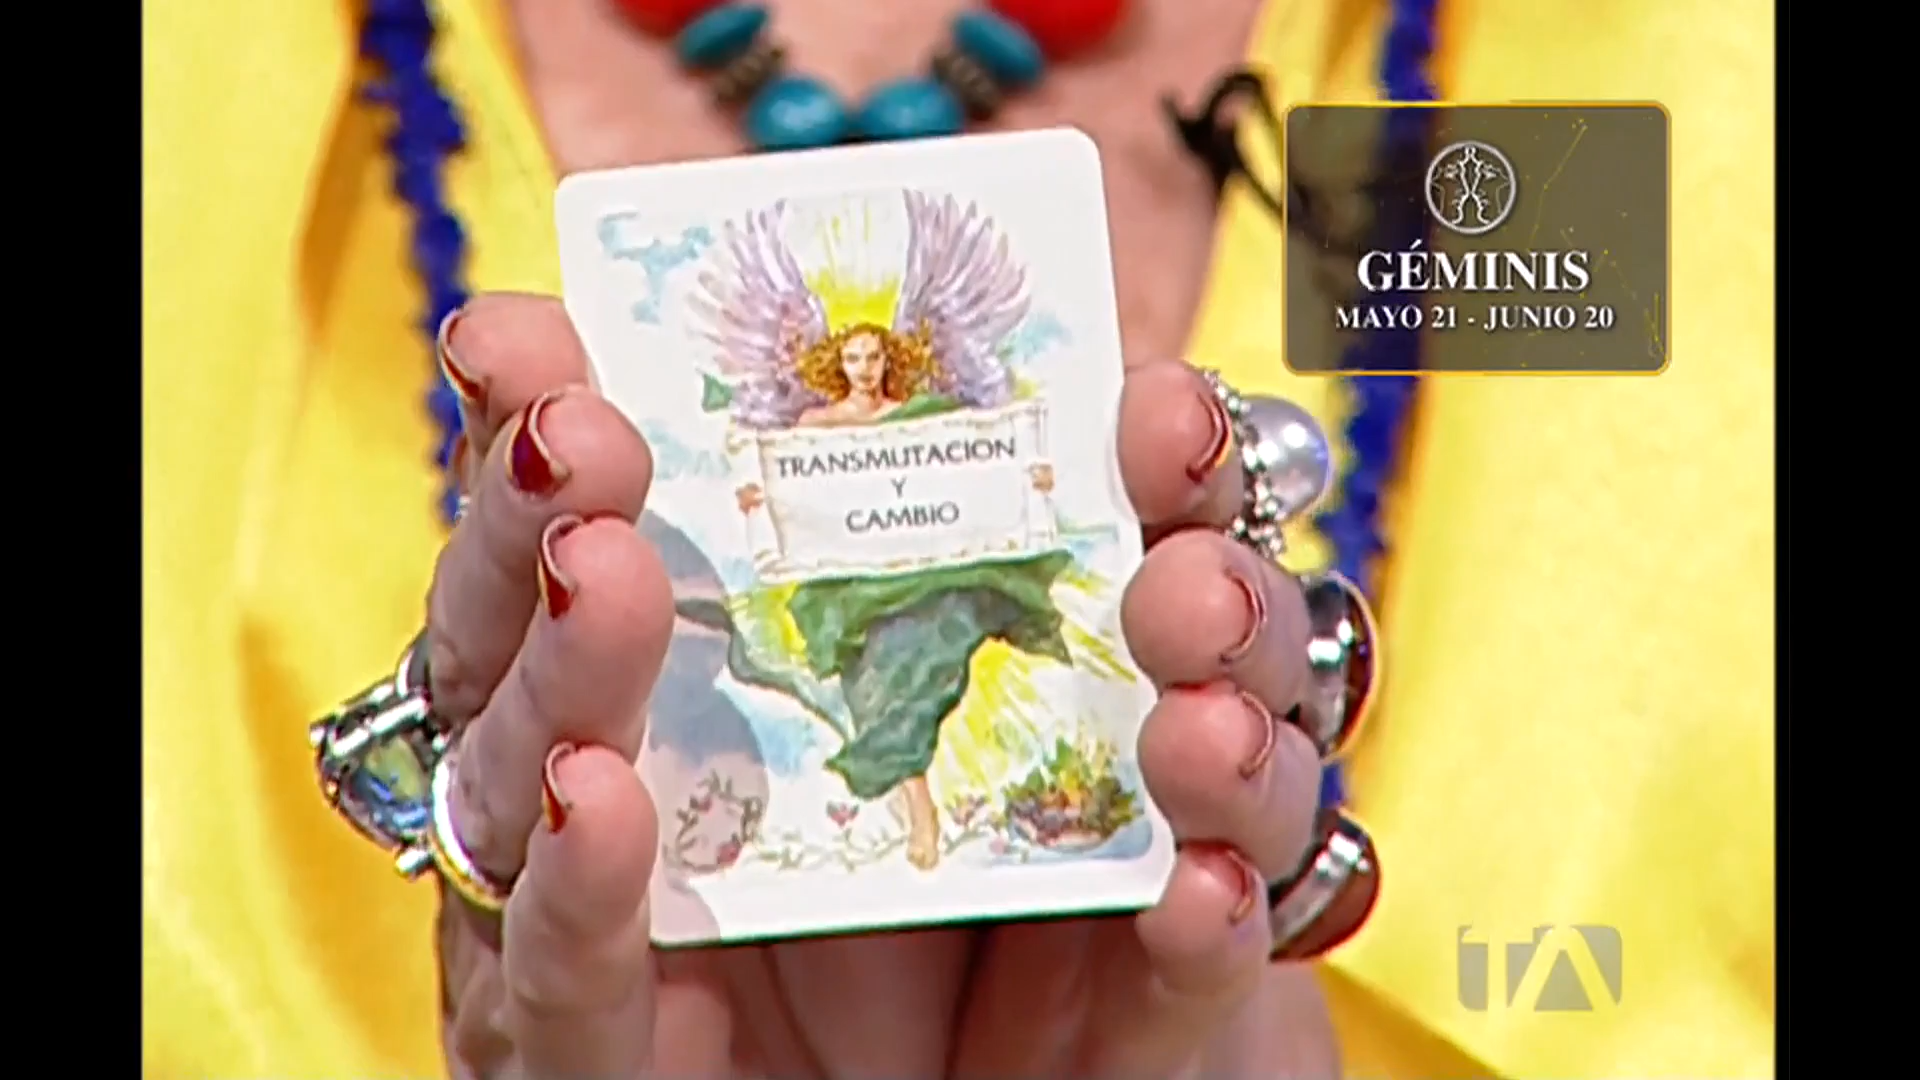 GÉMINIS
MAYO 21 - JUNIO 20
TRANSMUTACION
Y
CAMBIO
TA